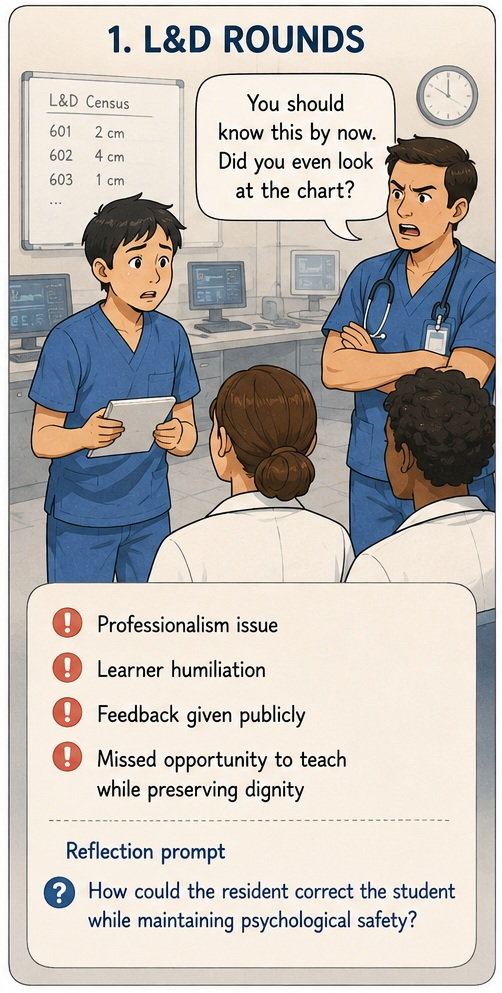 1. L&D ROUNDS
L&D Census
601 2 cm
602 4 cm
603 1 cm
...
You should
know this by now.
Did you even look
at the chart?
! Professionalism issue
! Learner humiliation
! Feedback given publicly
! Missed opportunity to teach
while preserving dignity
Reflection prompt
? How could the resident correct the student
while maintaining psychological safety?